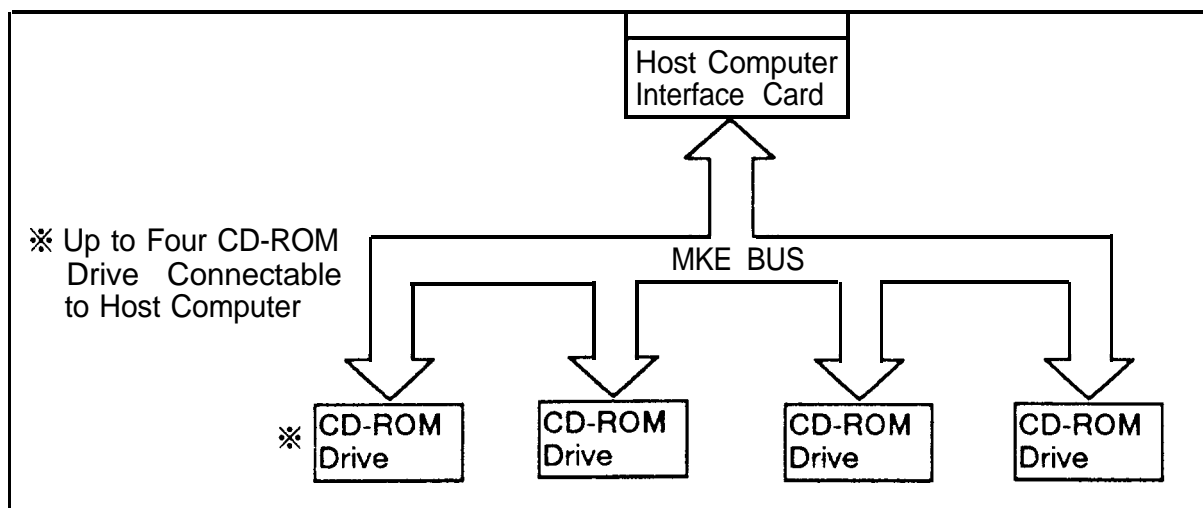 Host Computer
Interface Card
※ Up to Four CD-ROM
Drive Connectable
to Host Computer
MKE BUS
※
CD-ROM
Drive
CD-ROM
Drive
CD-ROM
Drive
CD-ROM
Drive